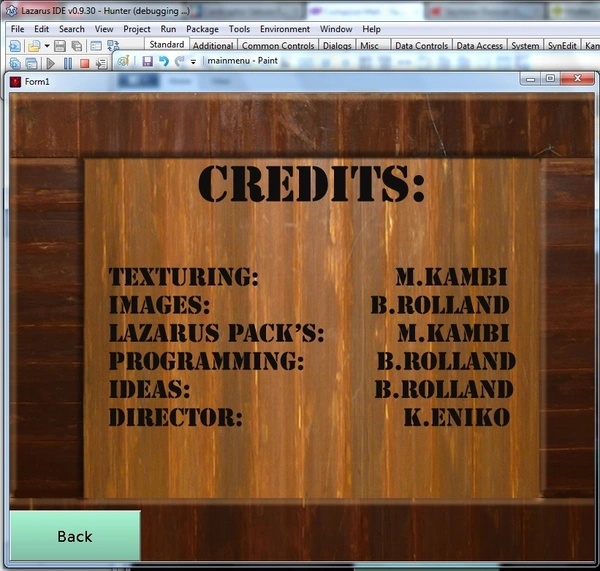 Lazarus IDE v0.9.30 - Hunter (debugging ...)
File Edit Search View Project Run Package Tools Environment Window Help
Standard Additional Common Controls Dialogs Misc Data Controls Data Access System SynEdit
mainmenu - Paint
Form1
CREDITS:
TEXTURING: M.KAMBI
IMAGES: B.ROLLAND
LAZARUS PACK'S: M.KAMBI
PROGRAMMING: B.ROLLAND
IDEAS: B.ROLLAND
DIRECTOR: K.ENIKO
Back